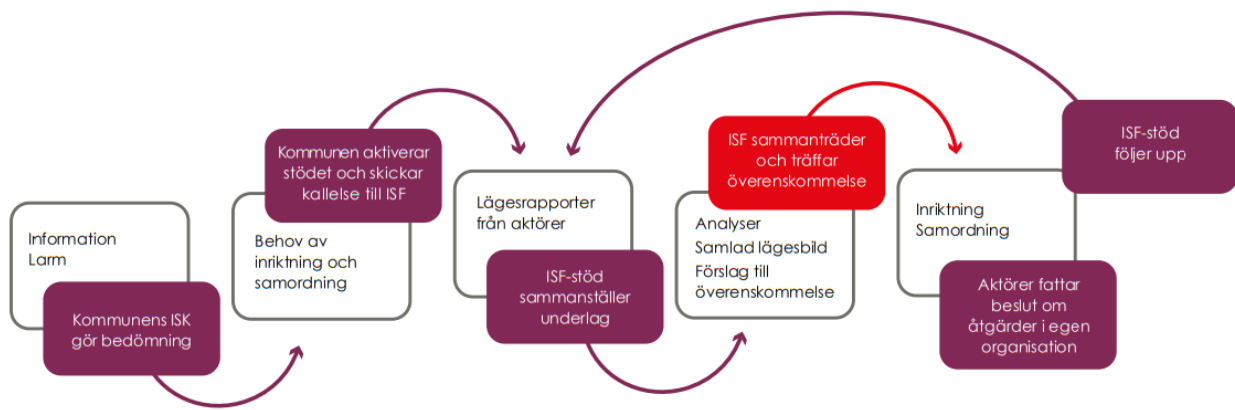 Information
Larm
Kommunens ISK
gör bedömning
Kommunen aktiverar
stödet och skickar
kallelse till ISF
Behov av
inriktning och
samordning
Lägesrapporter
från aktörer
ISF-stöd
sammanställer
underlag
ISF sammanträder
och träffar
överenskommelse
Analyser
Samlad lägesbild
Förslag till
överenskommelse
Inriktning
Samordning
Aktörer fattar
beslut om
åtgärder i egen
organisation
ISF-stöd
följer upp